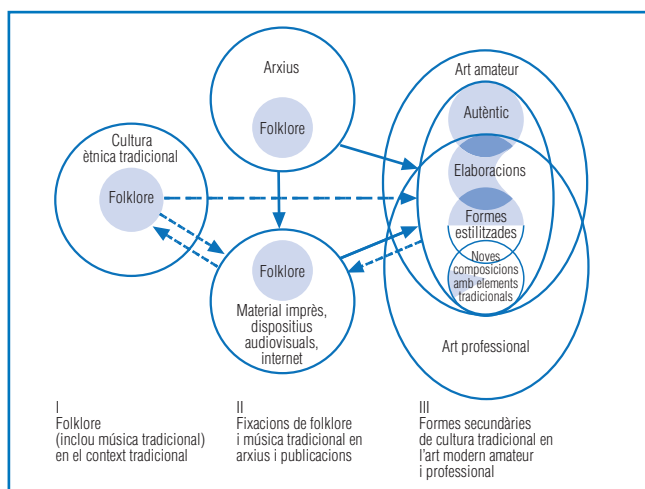 Arxius
Folklore
Art amateur
Autèntic
Elaboracions
Formes
estilitzades
Noves
composicions
amb elements
tradicionals
Art professional
Cultura
ètnica tradicional
Folklore
Folklore
Material imprès,
dispositius
audiovisuals,
internet
I
Folklore
(inclou música tradicional)
en el context tradicional
II
Fixacions de folklore
i música tradicional en
arxius i publicacions
III
Formes secundàries
de cultura tradicional en
l'art modern amateur
i professional